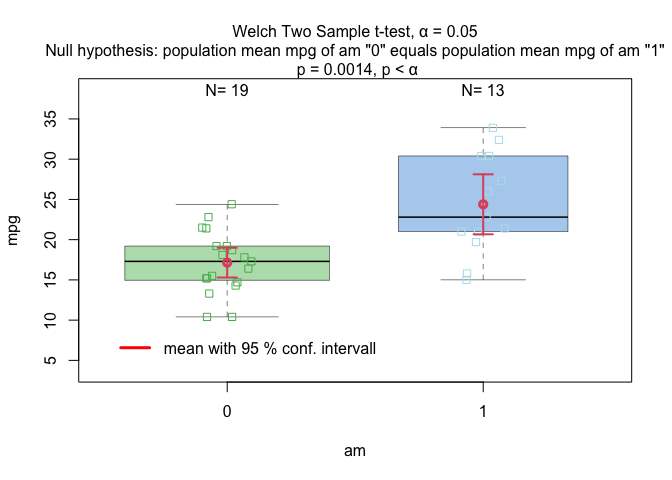 Welch Two Sample t-test, α = 0.05
Null hypothesis: population mean mpg of am "0" equals population mean mpg of am "1"
p = 0.0014, p < α
N= 19 N= 13
35
30
25
20
15
10
5
mpg
mean with 95 % conf. intervall
0 1
am